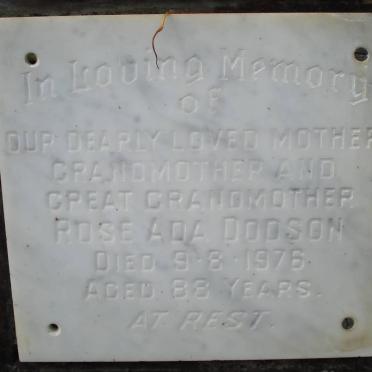 In Loving Memory
OF
OUR DEARLY LOVED MOTHER
GRANDMOTHER AND
GREAT GRANDMOTHER
ROSE ADA DODSON
DIED 9·8·1976
AGED 88 YEARS.
AT REST.